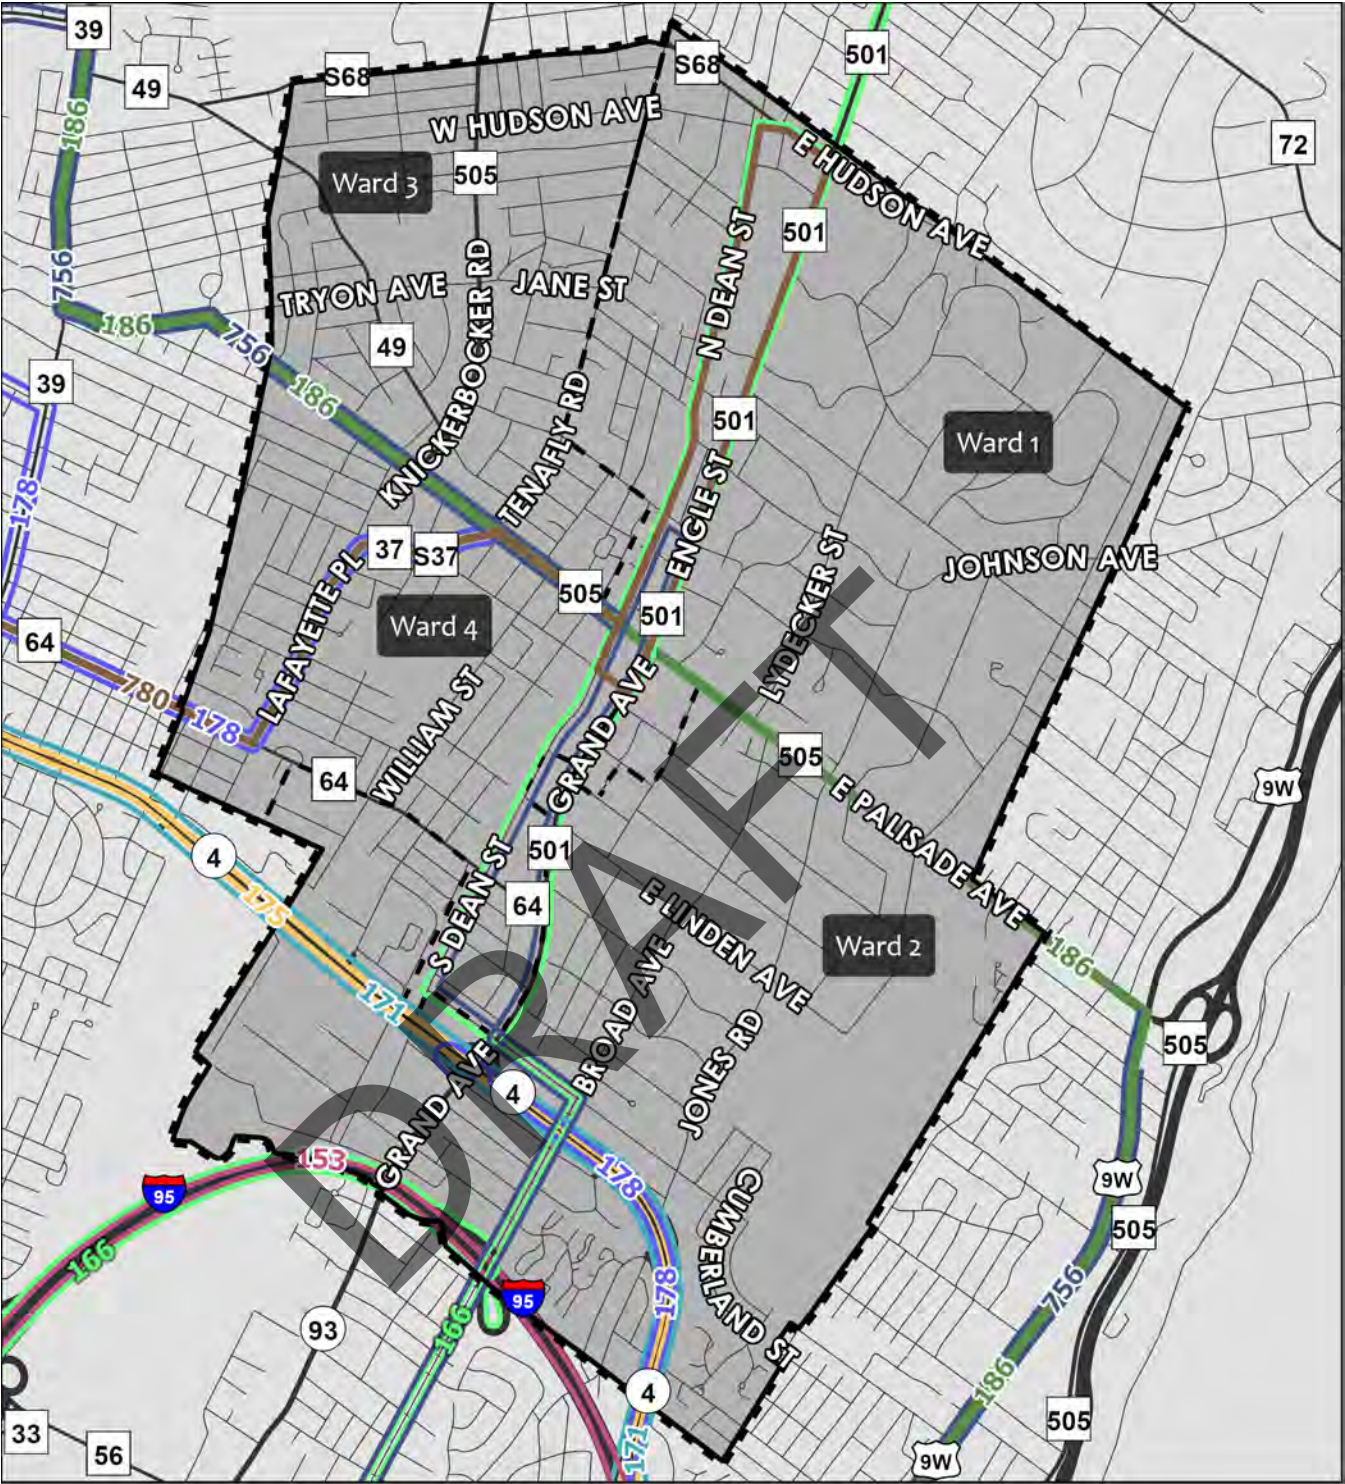 39
S68
S68
501
49
186
W HUDSON AVE
72
E HUDSON AVE
Ward 3
505
501
N DEAN ST
756
KNICKERBOCKER RD
TRYON AVE
JANE ST
186
756
49
39
186
TENAFLY RD
501
Ward 1
178
ENGLE ST
LYDECKER ST
JOHNSON AVE
37
S37
505
501
LAFAYETTE PL
Ward 4
64
780
178
WILLIAM ST
GRAND AVE
64
505
9W
E PALISADE AVE
4
501
175
S DEAN ST
64
E LINDEN AVE
Ward 2
186
171
BROAD AVE
JONES RD
505
GRAND AVE
4
153
178
95
9W
505
CUMBERLAND ST
166
178
756
95
93
166
186
4
33
56
171
505
9W
DRAFT